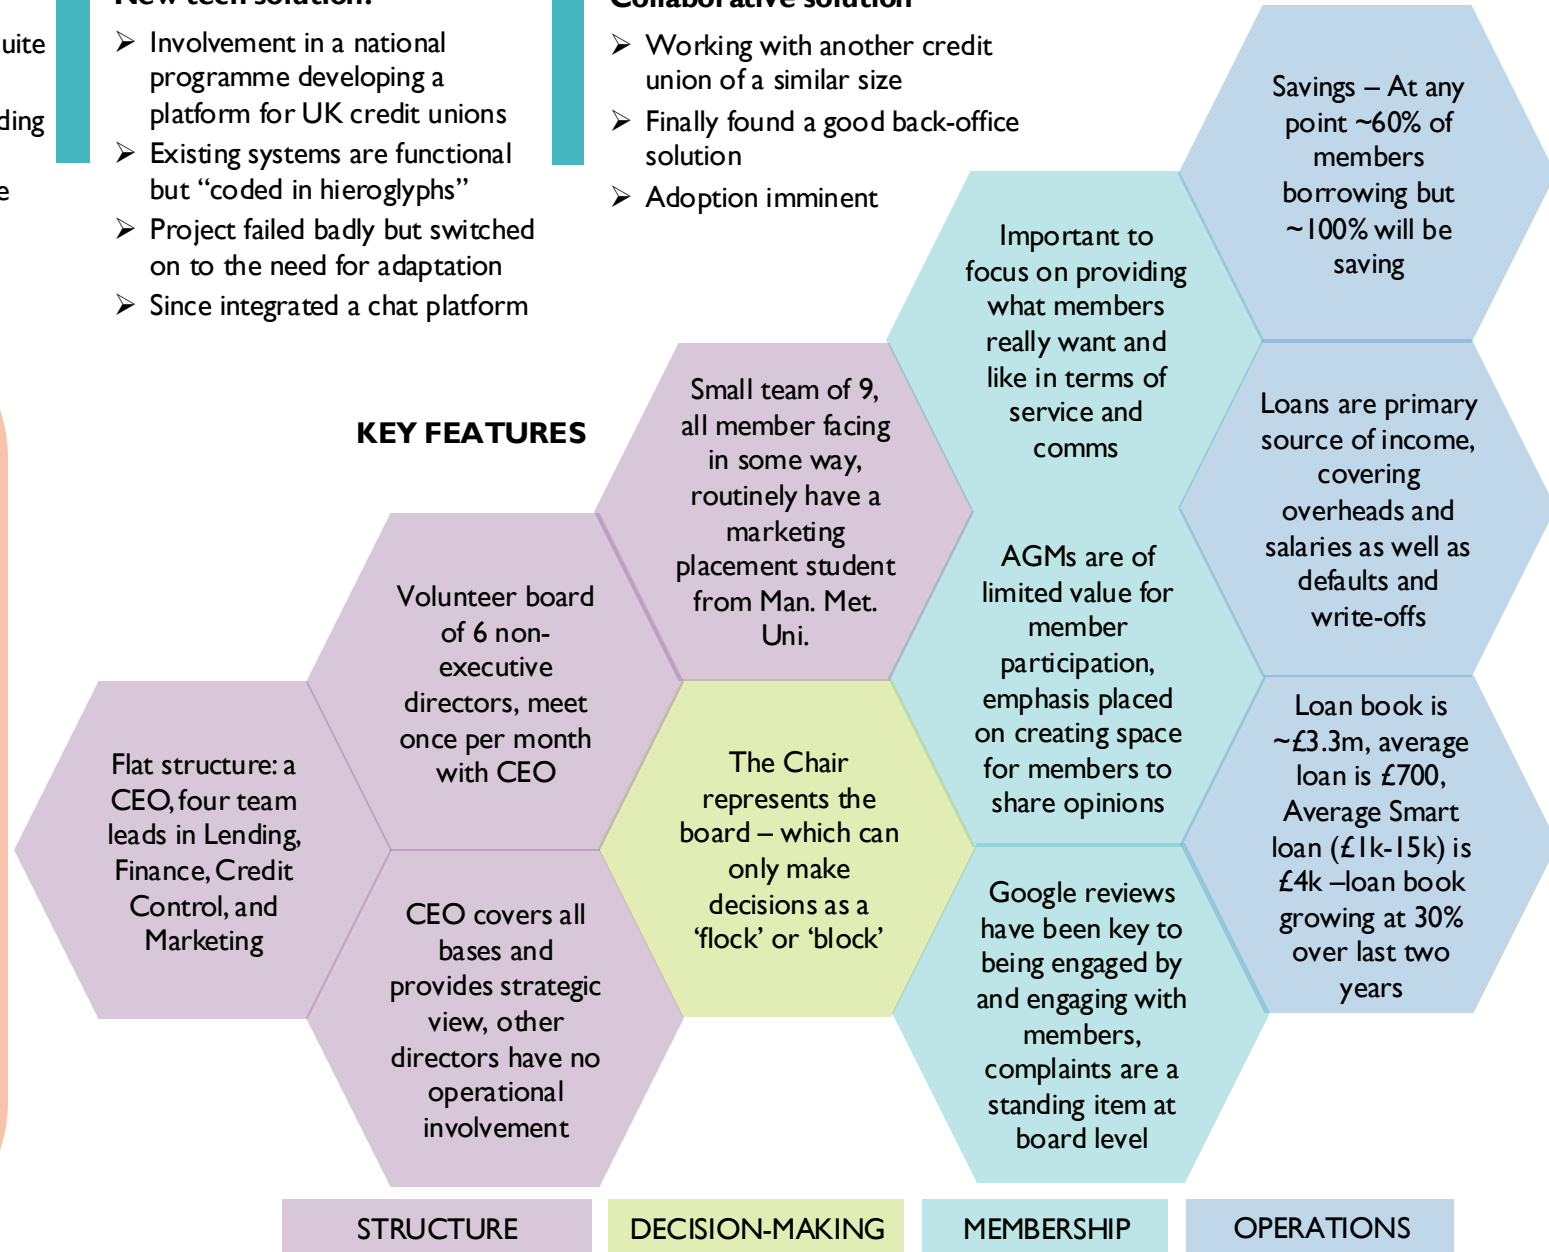 uite
ding
e
New tech solution:
➢ Involvement in a national
programme developing a
platform for UK credit unions
➢ Existing systems are functional
but “coded in hieroglyphs”
➢ Project failed badly but switched
on to the need for adaptation
➢ Since integrated a chat platform
Collaborative solution
➢ Working with another credit
union of a similar size
➢ Finally found a good back-office
solution
➢ Adoption imminent
KEY FEATURES
Flat structure: a
CEO, four team
leads in Lending,
Finance, Credit
Control, and
Marketing
Volunteer board
of 6 non-
executive
directors, meet
once per month
with CEO
CEO covers all
bases and
provides strategic
view, other
directors have no
operational
involvement
Small team of 9,
all member facing
in some way,
routinely have a
marketing
placement student
from Man. Met.
Uni.
The Chair
represents the
board – which can
only make
decisions as a
‘flock’ or ‘block’
Important to
focus on providing
what members
really want and
like in terms of
service and
comms
AGMs are of
limited value for
member
participation,
emphasis placed
on creating space
for members to
share opinions
Google reviews
have been key to
being engaged by
and engaging with
members,
complaints are a
standing item at
board level
Savings – At any
point ~60% of
members
borrowing but
~100% will be
saving
Loans are primary
source of income,
covering
overheads and
salaries as well as
defaults and
write-offs
Loan book is
~£3.3m, average
loan is £700,
Average Smart
loan (£1k-15k) is
£4k –loan book
growing at 30%
over last two
years
STRUCTURE
DECISION-MAKING
MEMBERSHIP
OPERATIONS